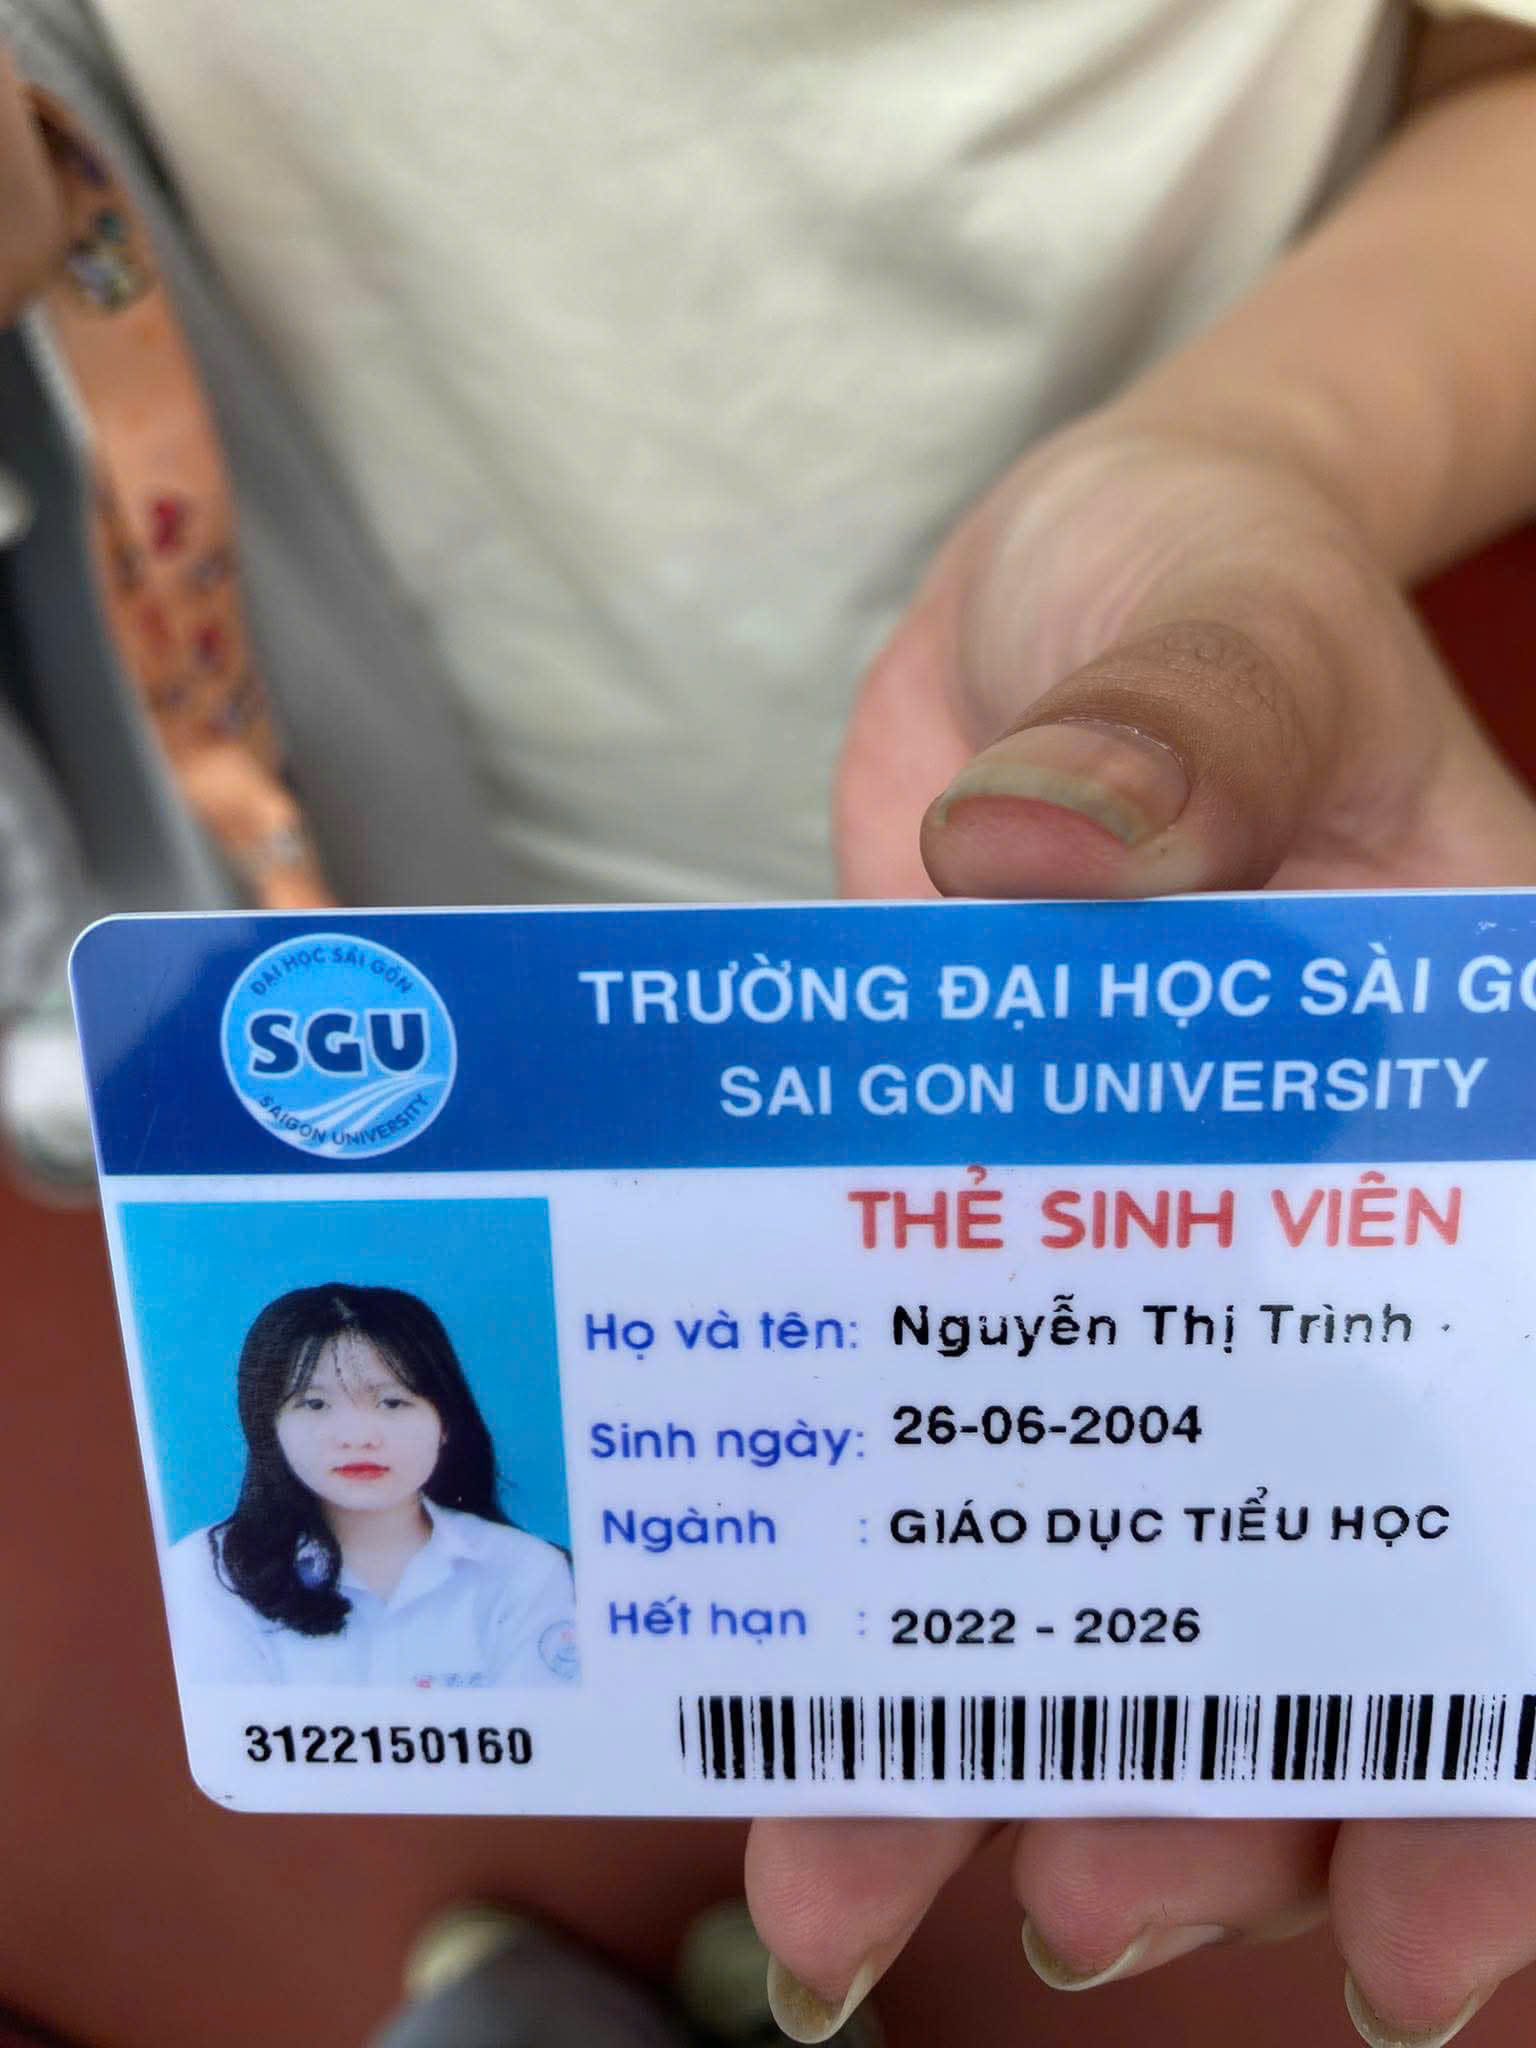 ĐẠI HỌC SÀI GÒN
SGU
SAIGON UNIVERSITY
TRƯỜNG ĐẠI HỌC SÀI
SAI GON UNIVERSITY
THẺ SINH VIÊN
Họ và tên: Nguyễn Thị Trình
Sinh ngày: 26-06-2004
Ngành : GIÁO DỤC TIỂU HỌC
Hết hạn : 2022 - 2026
3122150160